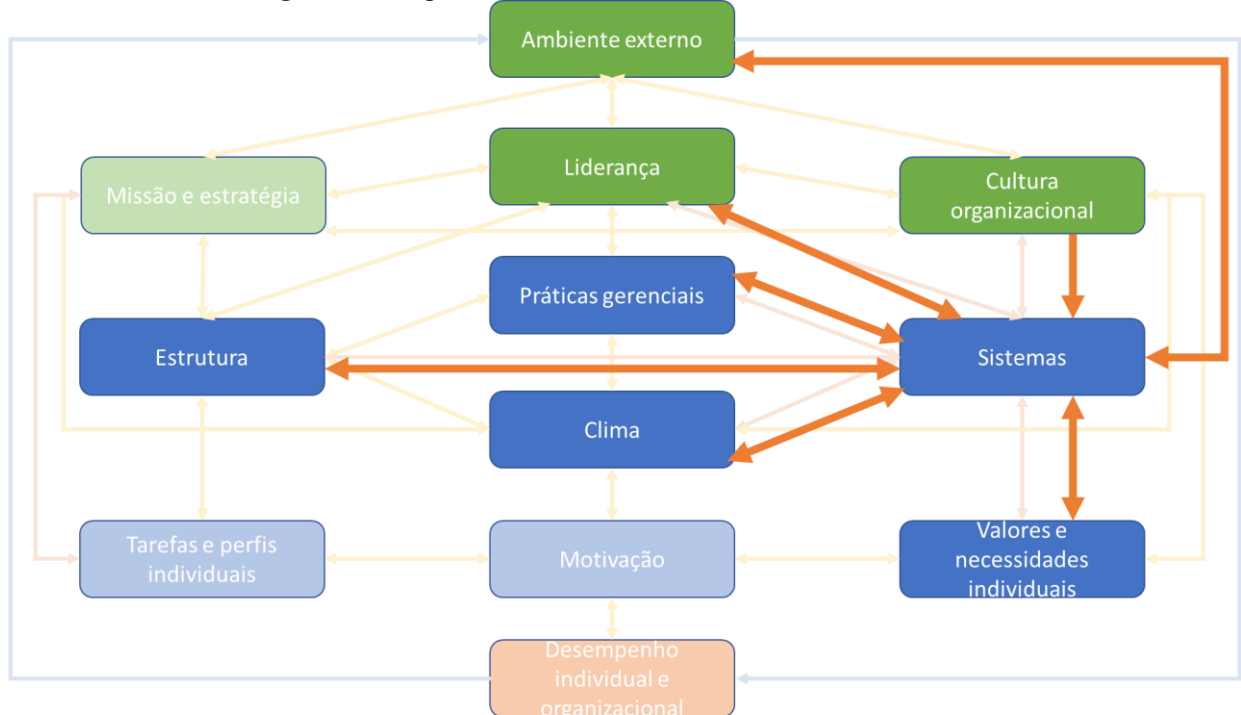 Ambiente externo
Liderança
Missão e estratégia
Cultura
organizacional
Práticas gerenciais
Estrutura
Sistemas
Clima
Tarefas e perfis
individuais
Motivação
Valores e
necessidades
individuais
Desempenho
individual e
organizacional